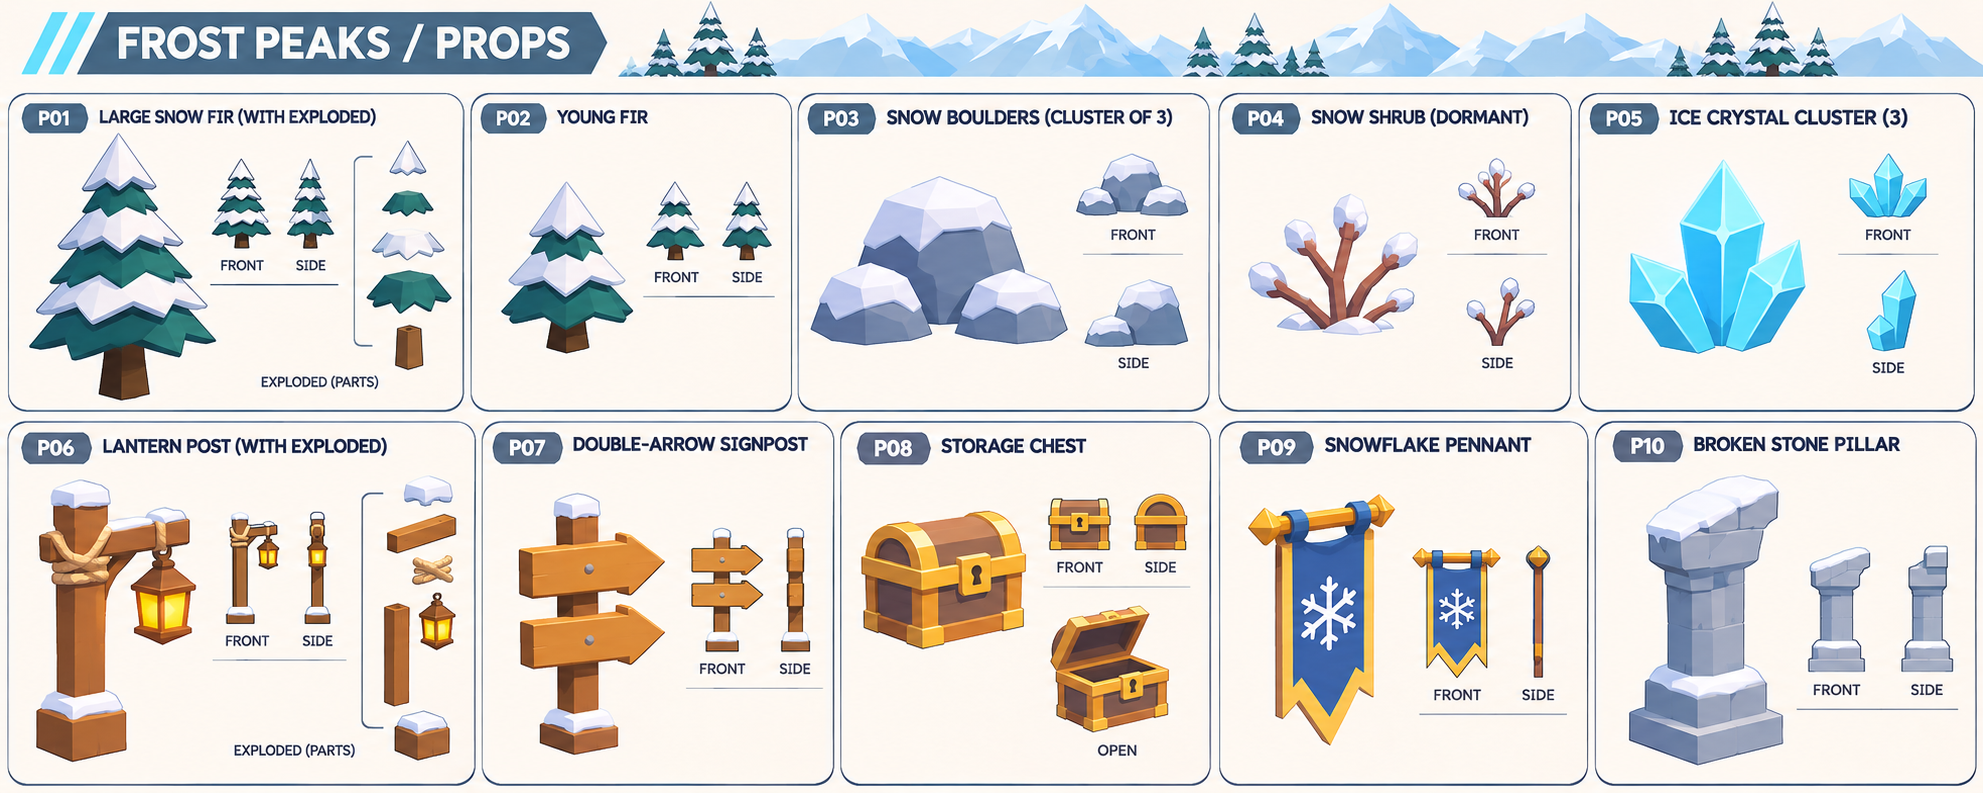 FROST PEAKS / PROPS
P01 LARGE SNOW FIR (WITH EXPLODED)
FRONT SIDE
EXPLODED (PARTS)
P02 YOUNG FIR
FRONT SIDE
P03 SNOW BOULDERS (CLUSTER OF 3)
FRONT
SIDE
P04 SNOW SHRUB (DORMANT)
FRONT
SIDE
P05 ICE CRYSTAL CLUSTER (3)
FRONT
SIDE
P06 LANTERN POST (WITH EXPLODED)
FRONT SIDE
EXPLODED (PARTS)
P07 DOUBLE-ARROW SIGNPOST
FRONT SIDE
P08 STORAGE CHEST
FRONT SIDE
OPEN
P09 SNOWFLAKE PENNANT
FRONT SIDE
P10 BROKEN STONE PILLAR
FRONT SIDE